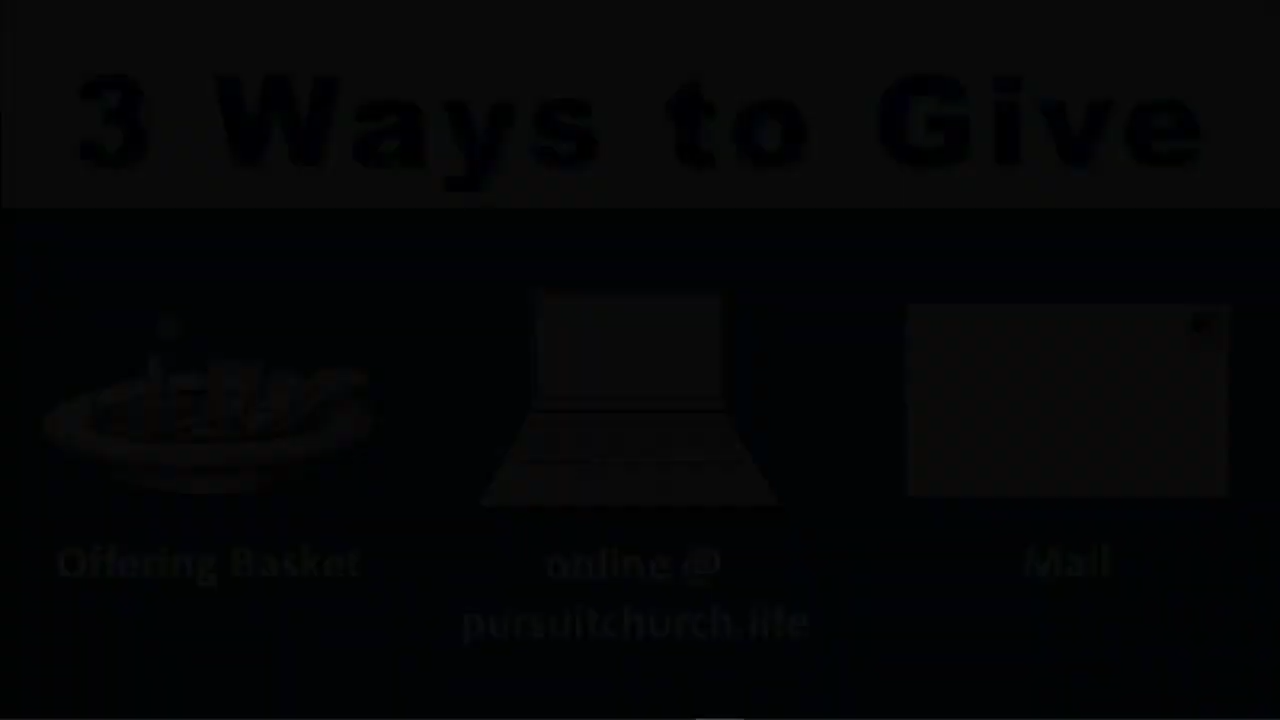 3 Ways to Give
Offering Basket
online @
pursuitchurch.life
Mail